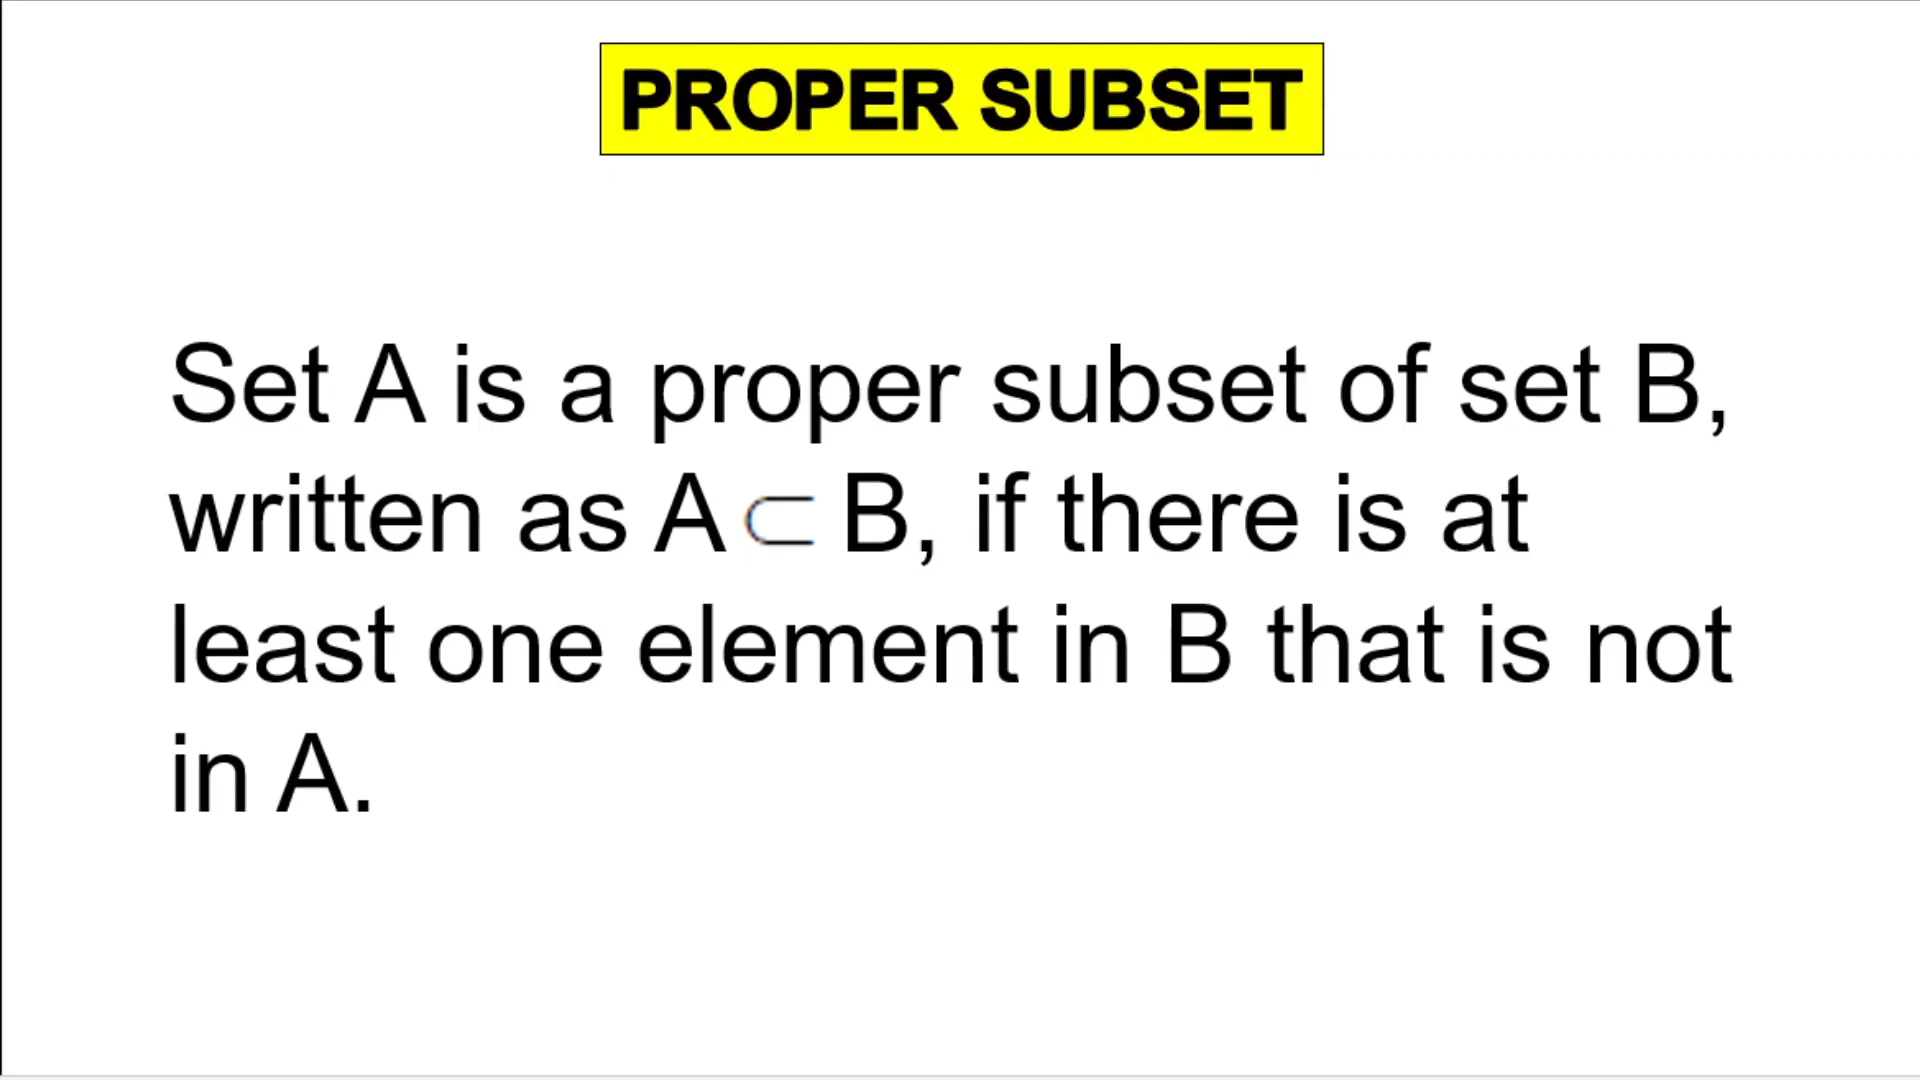 PROPER SUBSET
Set A is a proper subset of set B,
written as A ⊂ B, if there is at
least one element in B that is not
in A.